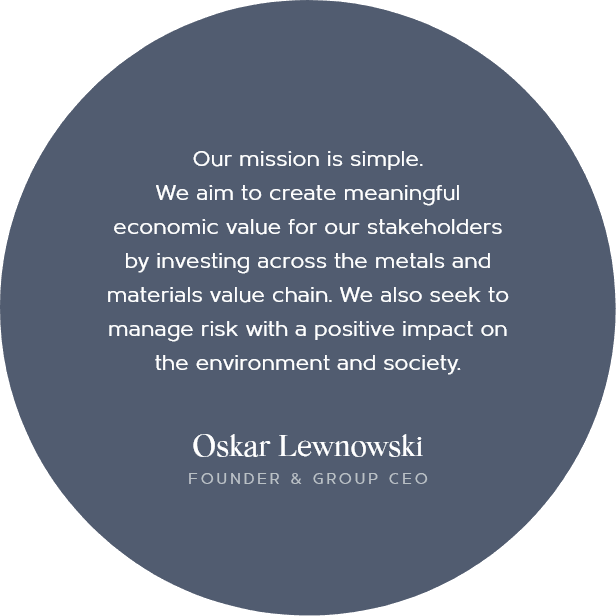 Our mission is simple.
We aim to create meaningful
economic value for our stakeholders
by investing across the metals and
materials value chain. We also seek to
manage risk with a positive impact on
the environment and society.
Oskar Lewnowski
FOUNDER & GROUP CEO